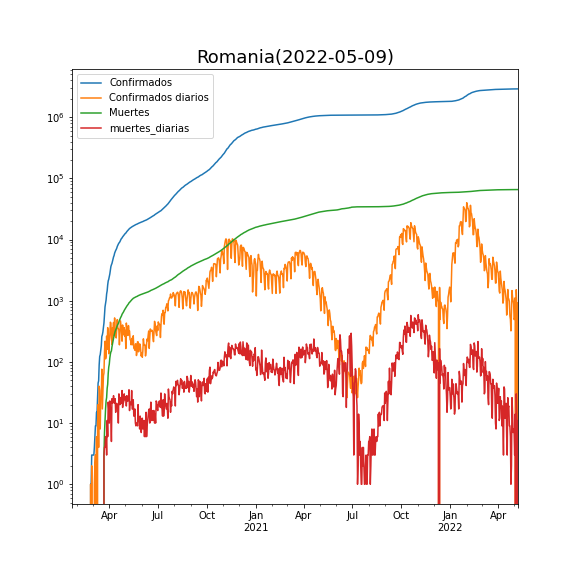 Romania(2022-05-09)
Confirmados
Confirmados diarios
Muertes
muertes_diarias
10^6
10^5
10^4
10^3
10^2
10^1
10^0
Apr Jul Oct Jan Apr Jul Oct Jan Apr
2021 2022